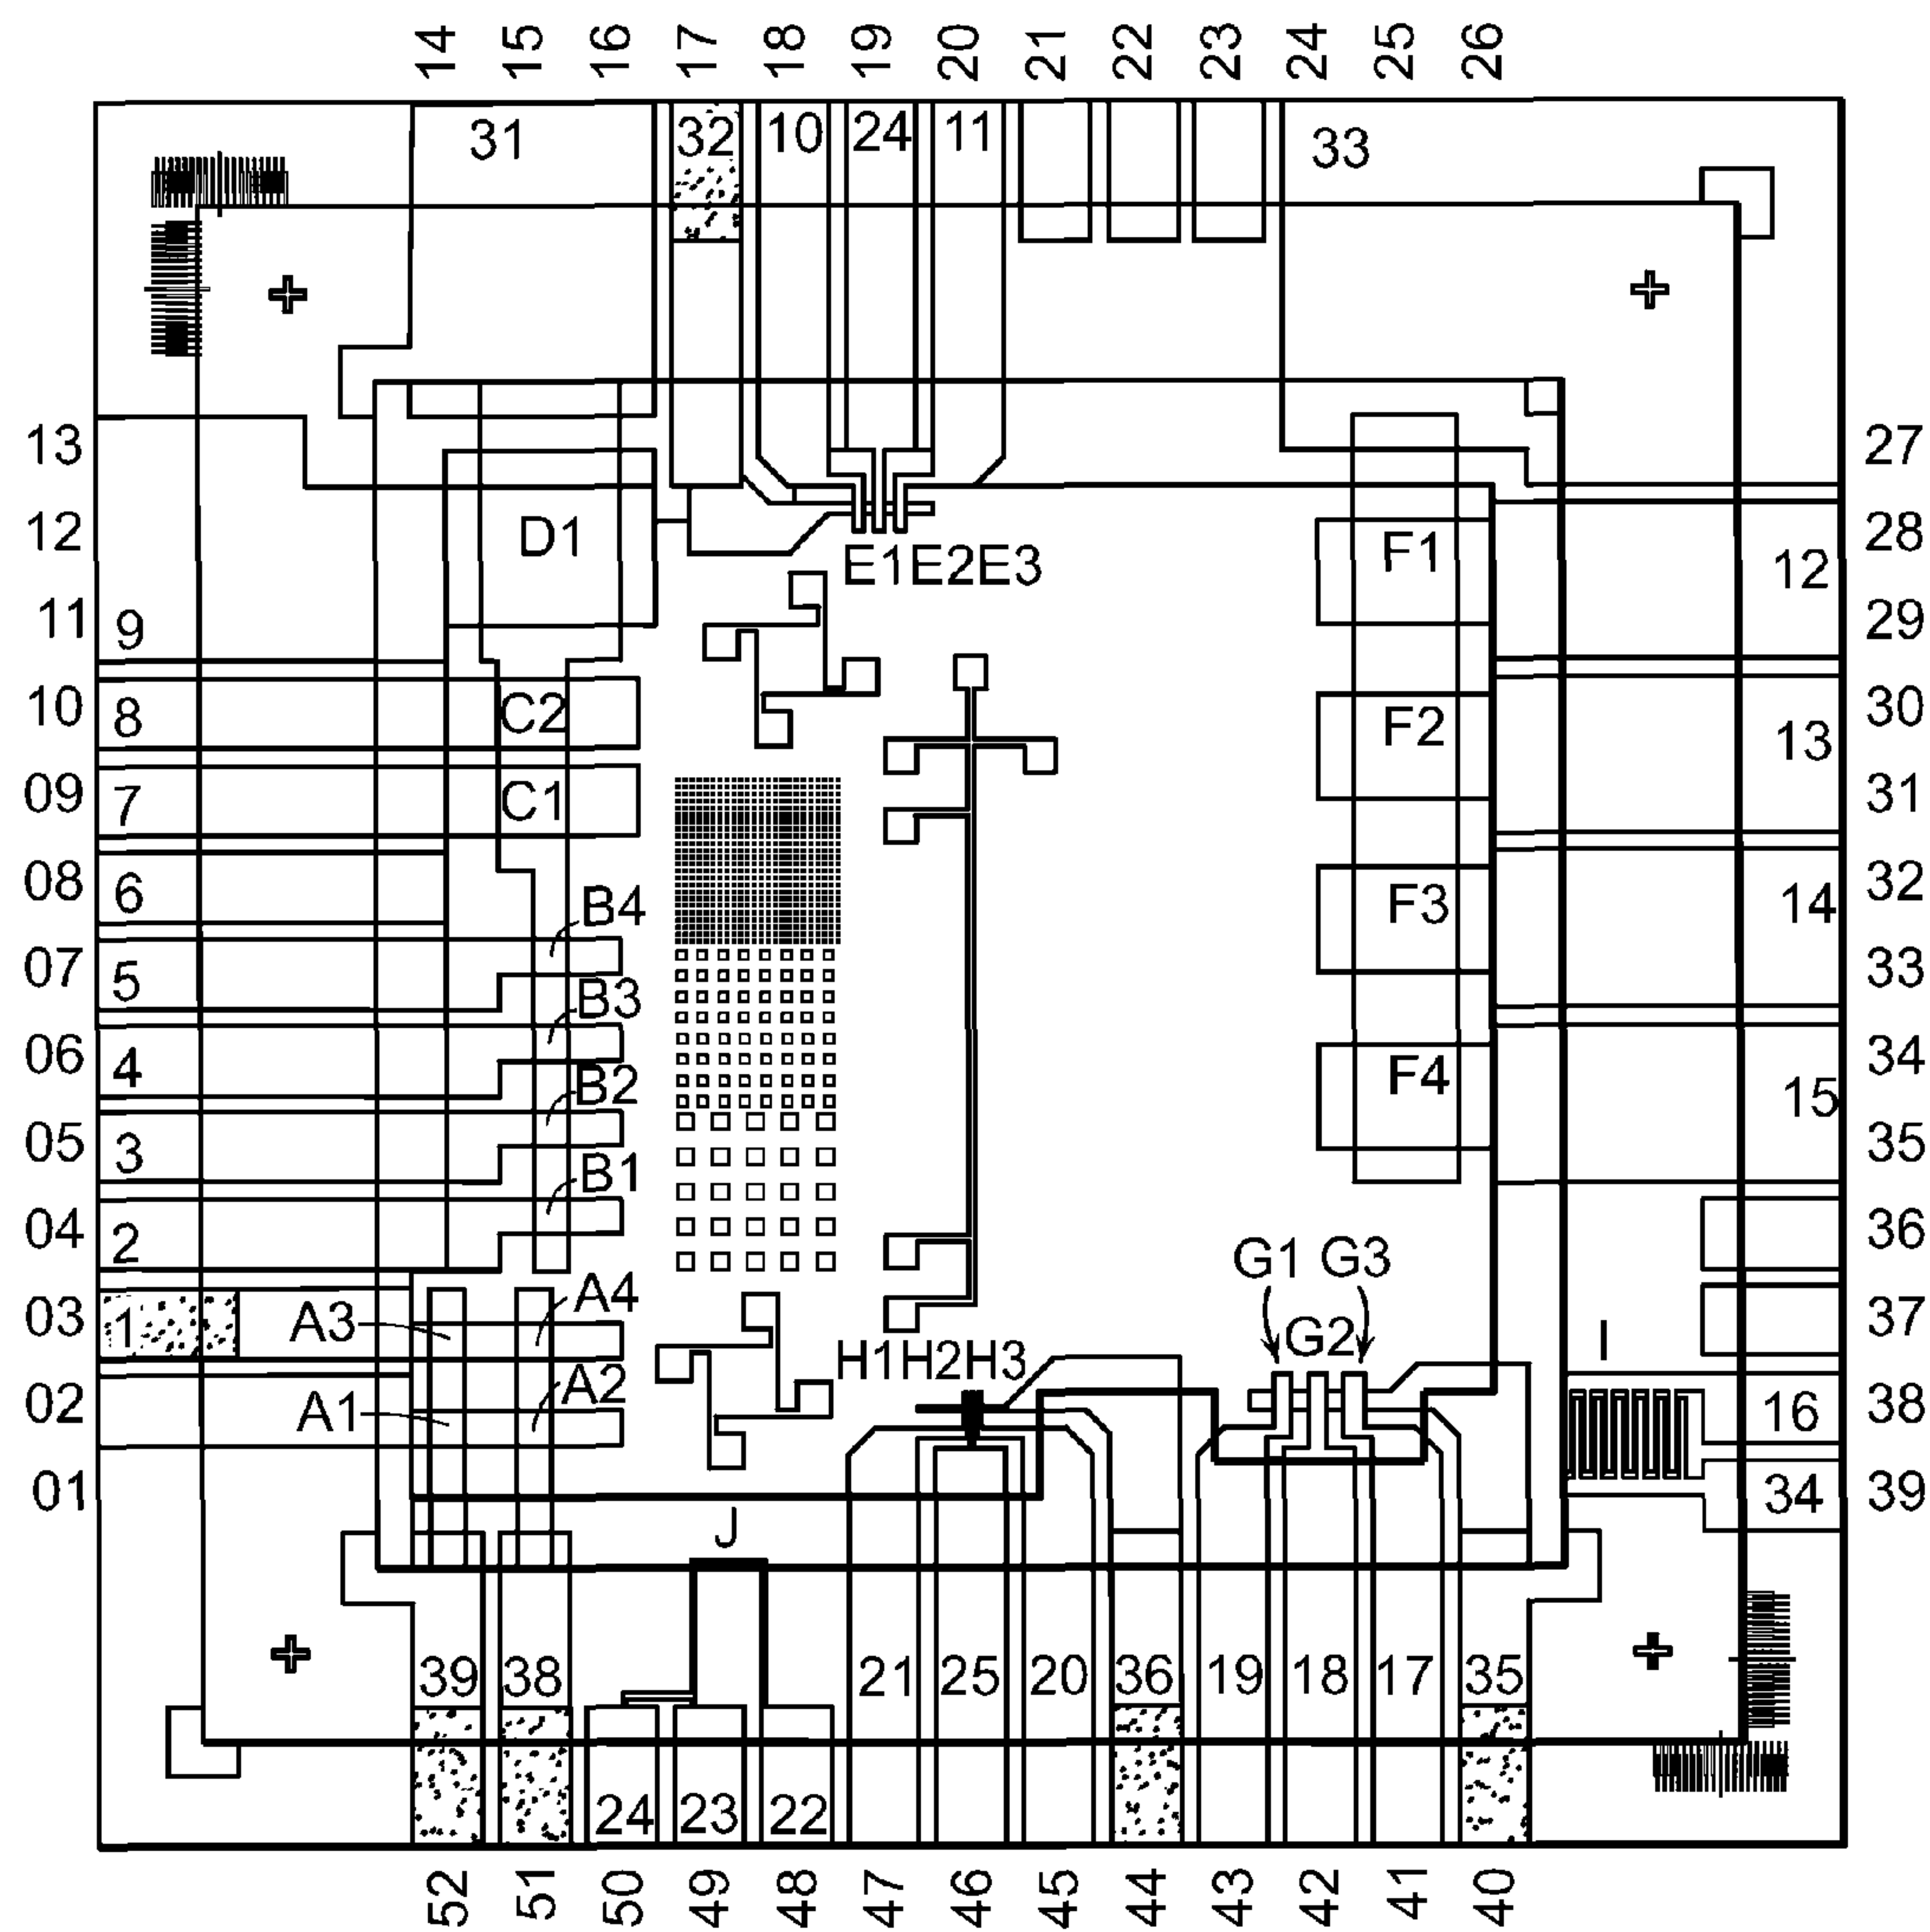 14 15 16 17 18 19 20 21 22 23 24 25 26
31 32 10 24 11 33
13 27
12 D1 E1E2E3 F1 12 28
11 9 29
10 8 C2 F2 13 30
09 7 C1 31
08 6 B4 F3 14 32
07 5 B3 33
06 4 B2 F4 15 34
05 3 B1 35
04 2 G1 G3 36
03 1 A3 A4 H1H2H3 G2 I 37
02 A1 A2 16 38
01 J 34 39
39 38 21 25 20 36 19 18 17 35
24 23 22
52 51 50 49 48 47 46 45 44 43 42 41 40